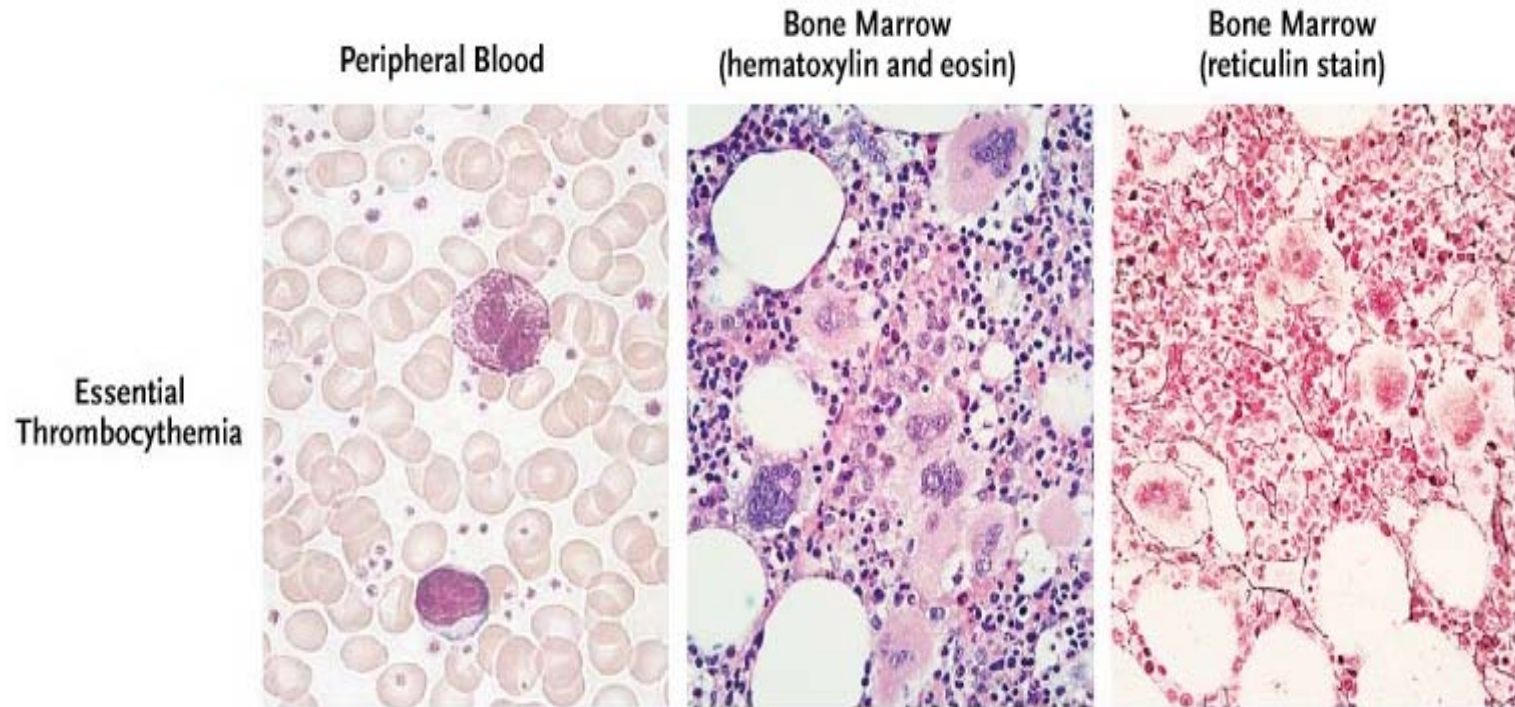 Peripheral Blood
Bone Marrow
(hematoxylin and eosin)
Bone Marrow
(reticulin stain)
Essential
Thrombocythemia